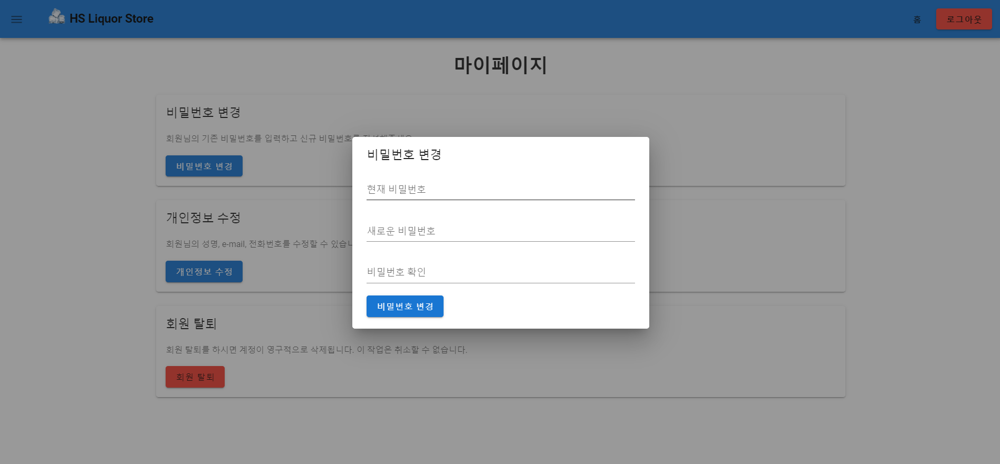 HS Liquor Store
홈
로그아웃
마이페이지
비밀번호 변경
회원님의 기존 비밀번호를 입력하고 신규 비밀번호를
비밀번호 변경
개인정보 수정
회원님의 성명, e-mail, 전화번호를 수정할 수
개인정보 수정
회원 탈퇴
회원 탈퇴를 하시면 계정이 영구적으로 삭제됩니다. 이 작업은 취소할 수 없습니다.
회원 탈퇴
비밀번호 변경
현재 비밀번호
새로운 비밀번호
비밀번호 확인
비밀번호 변경